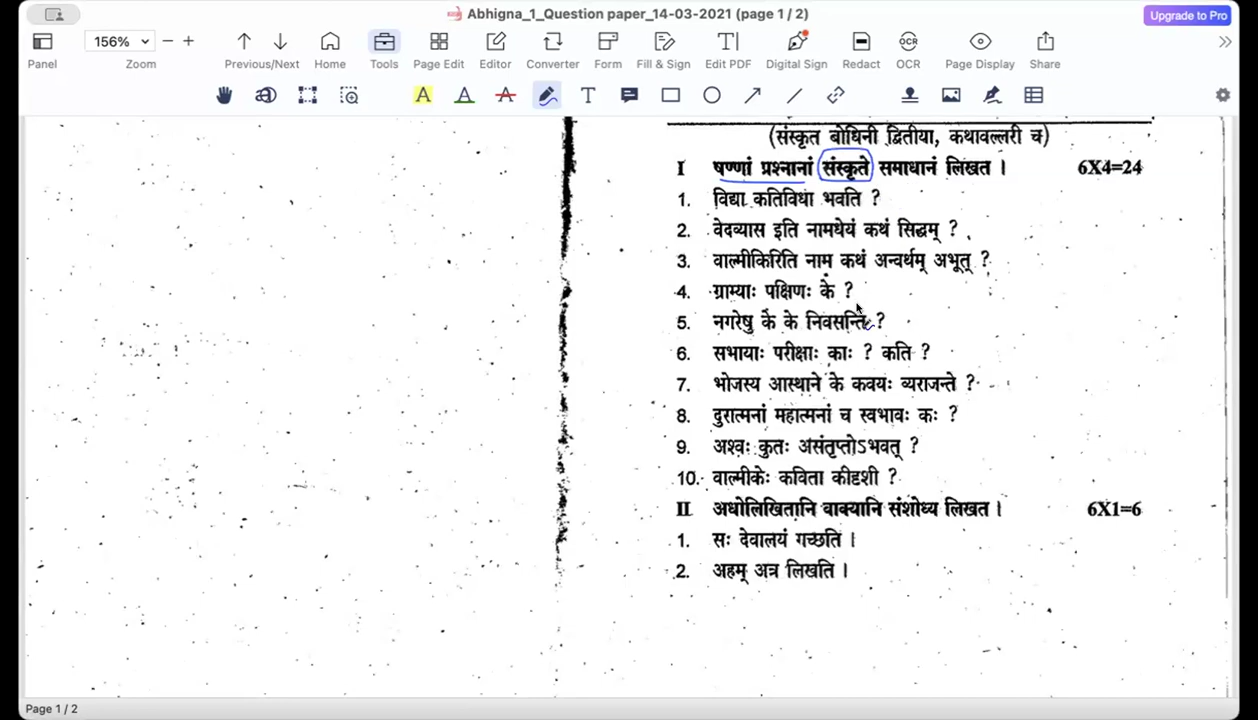 Abhigna_1_Question paper_14-03-2021 (page 1 / 2)
Upgrade to Pro
156%
Panel Zoom Previous/Next Home Tools Page Edit Editor Converter Form Fill & Sign Edit PDF Digital Sign Redact OCR Page Display Share
(संस्कृत बोधिनी द्वितीया, कथावल्लरी च)
I षण्णां प्रश्नानां संस्कृते समाधानं लिखत । 6X4=24
1. विद्या कतिविधा भवति ?
2. वेदव्यास इति नामधेयं कथं सिद्धम् ?
3. वाल्मीकिरिति नाम कथं अन्वर्थम् अभूत् ?
4. ग्राम्याः पक्षिणः के ?
5. नगरेषु के के निवसन्ति ?
6. सभायाः परीक्षाः काः ? कति ?
7. भोजस्य आस्थाने के कवयः व्यराजन्ते ?
8. दुरात्मनां महात्मनां च स्वभावः कः ?
9. अश्वः कुतः असंतृप्तोऽभवत् ?
10. वाल्मीकेः कविता कीदृशी ?
II अधोलिखितानि वाक्यानि संशोध्य लिखत । 6X1=6
1. सः देवालयं गच्छति ।
2. अहम् अत्र लिखति ।
Page 1 / 2